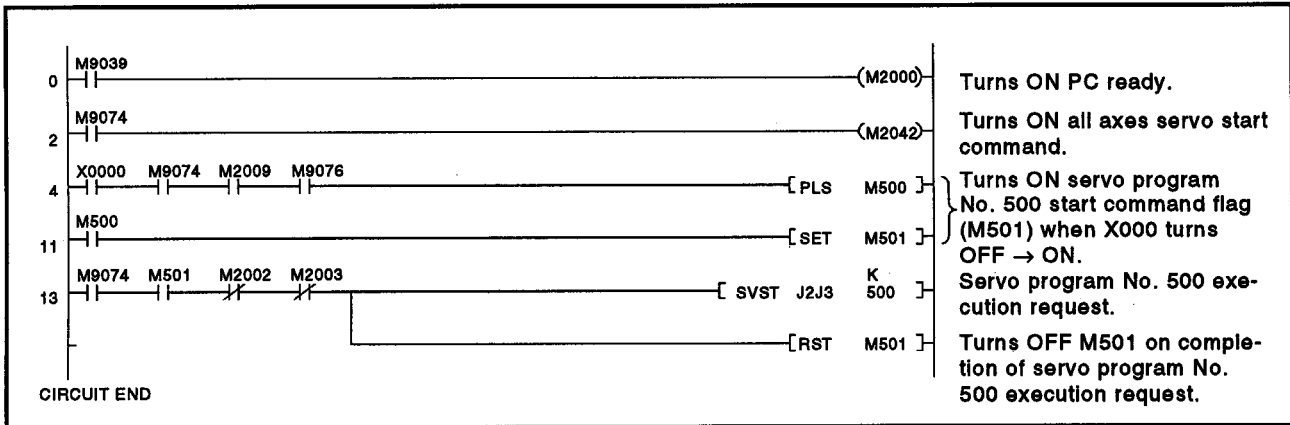 M9039
0 (M2000) Turns ON PC ready.
M9074
2 (M2042) Turns ON all axes servo start
command.
X0000 M9074 M2009 M9076
4 [ PLS M500 ] Turns ON servo program
No. 500 start command flag
M500
11 [ SET M501 ] (M501) when X000 turns
OFF → ON.
M9074 M501 M2002 M2003 K
13 [ SVST J2J3 500 ] Servo program No. 500 exe-
cution request.
[ RST M501 ] Turns OFF M501 on comple-
tion of servo program No.
500 execution request.
CIRCUIT END